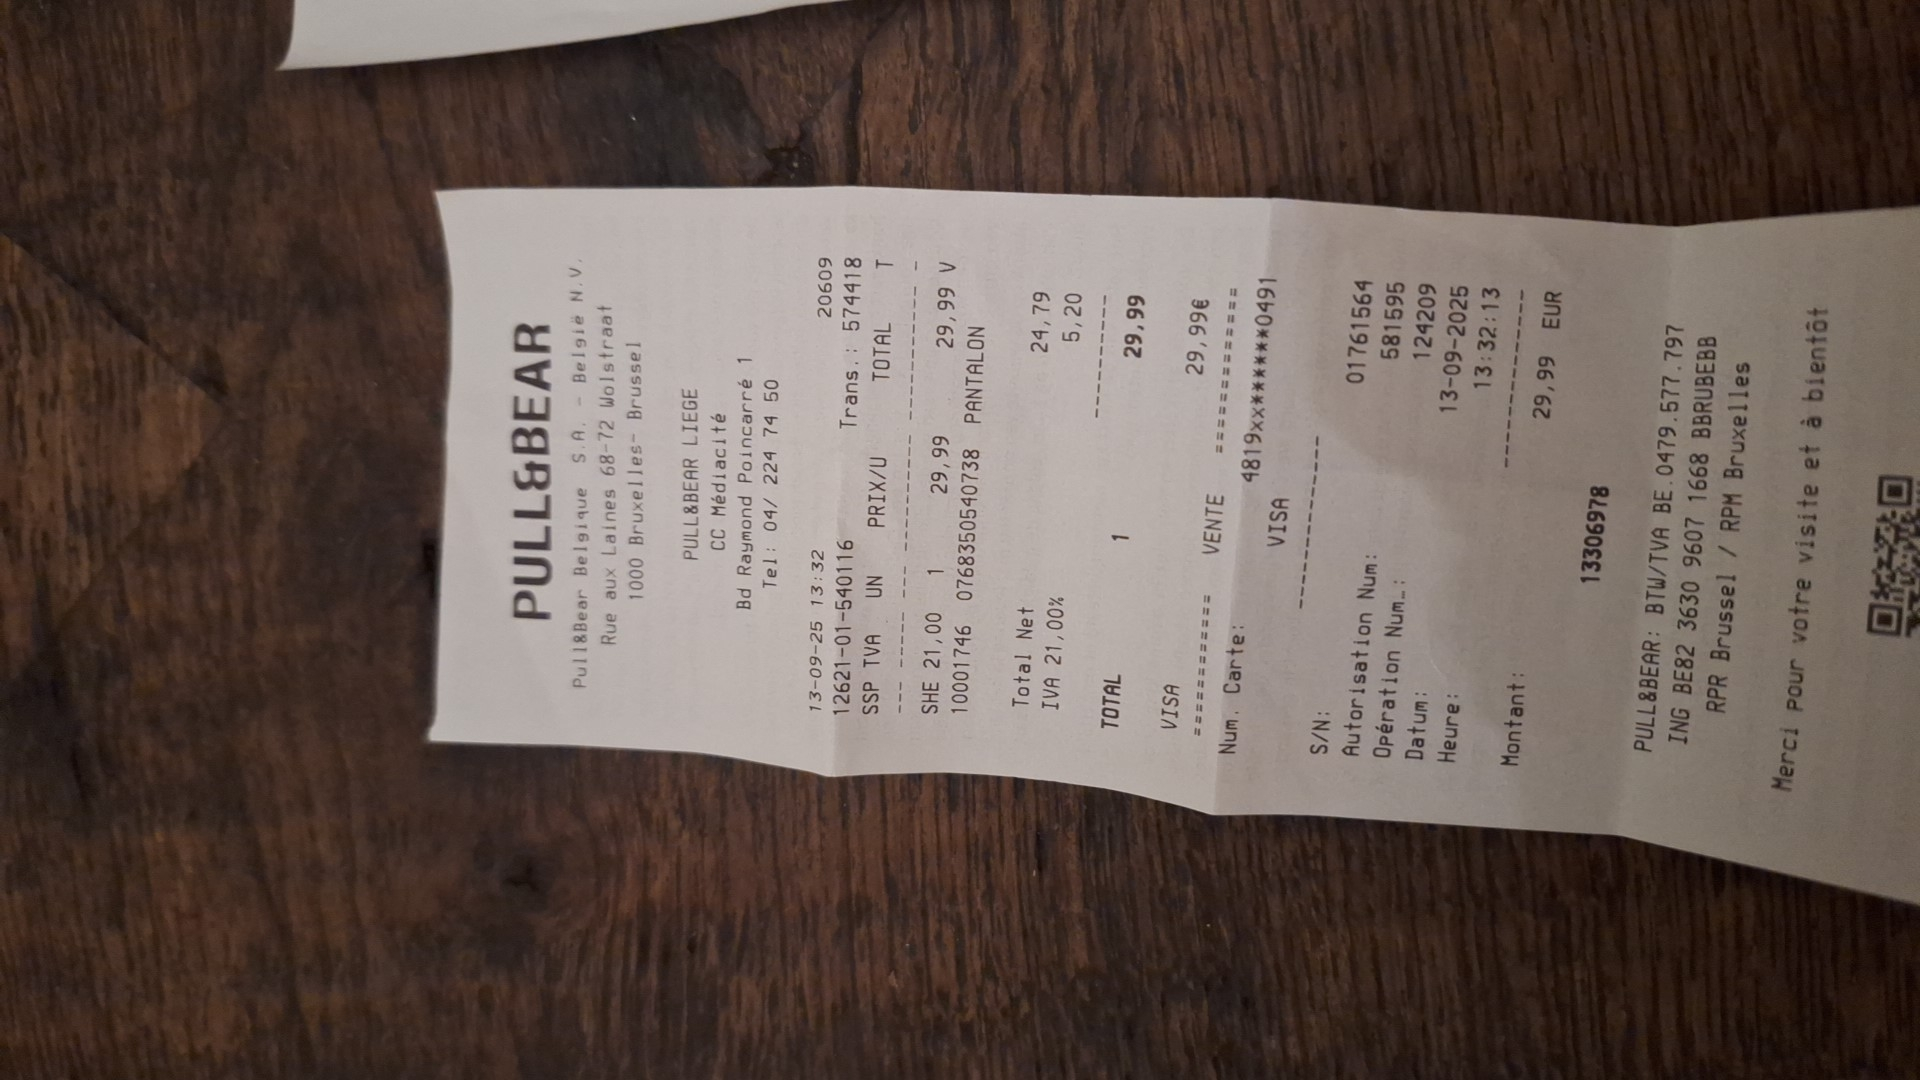 PULL&BEAR
Pull&Bear Belgique S.A. - België N.V.
Rue aux Laines 68-72 Wolstraat
1000 Bruxelles- Brussel
PULL&BEAR LIEGE
CC Médiacité
Bd Raymond Poincarré 1
Tel: 04/ 224 74 50
13-09-25 13:32 20609
12621-01-540116 Trans.: 574418
SSP TVA UN PRIX/U TOTAL T
--- ----- --- ---------- ------------ -
SHE 21,00 1 29,99 29,99 V
10001746 07683505540738 PANTALON
Total Net 24,79
IVA 21,00% 5,20
-----------
TOTAL 1 29,99
VISA 29,99€
============ VENTE ==============
Num. Carte: 4819xx*******0491
VISA
---------------
S/N:
Autorisation Num: 01761564
Opération Num.: 581595
Datum: 124209
Heure: 13-09-2025
13:32:13
---------------
Montant: 29,99 EUR
13306978
PULL&BEAR: BTW/TVA BE.0479.577.797
ING BE82 3630 9607 1668 BBRUBEBB
RPR Brussel / RPM Bruxelles
Merci pour votre visite et à bientôt